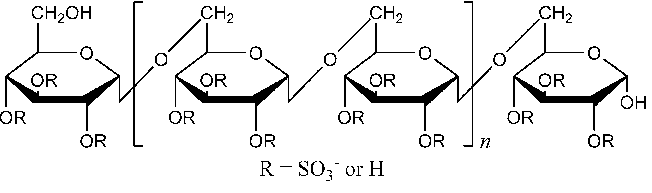 CH₂OH O O CH₂ O O CH₂ O O CH₂ O
OR OR OR OR OH
OR OR OR OR
OR OR OR OR n
R = SO₃⁻ or H